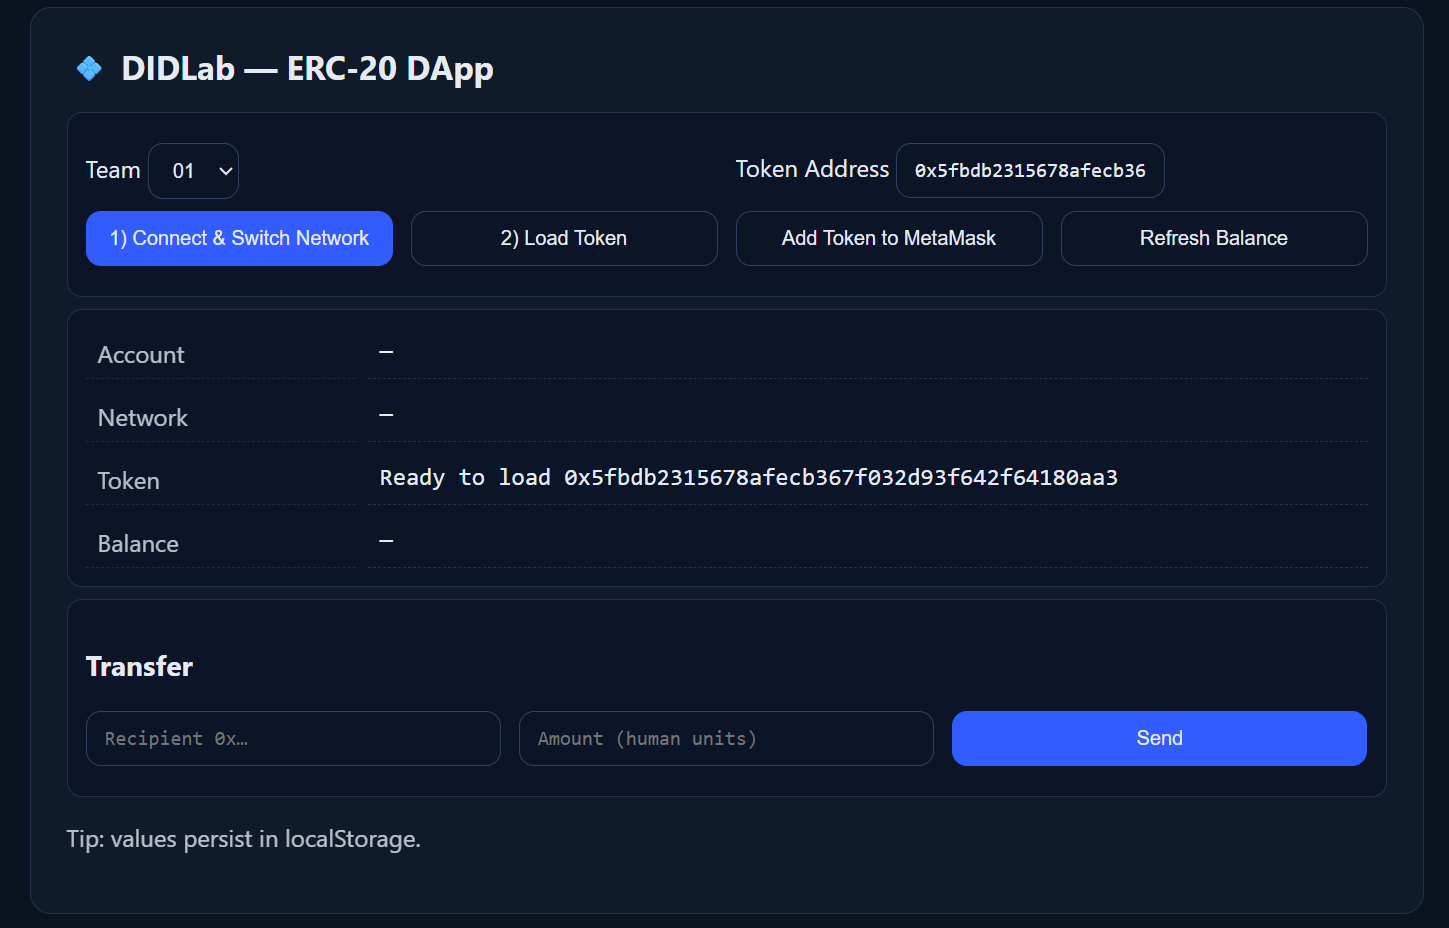 DIDLab — ERC-20 DApp
Team 01 Token Address 0x5fbdb2315678afecb36
1) Connect & Switch Network 2) Load Token Add Token to MetaMask Refresh Balance
Account —
Network —
Token Ready to load 0x5fbdb2315678afecb367f032d93f642f64180aa3
Balance —
Transfer
Recipient 0x… Amount (human units) Send
Tip: values persist in localStorage.